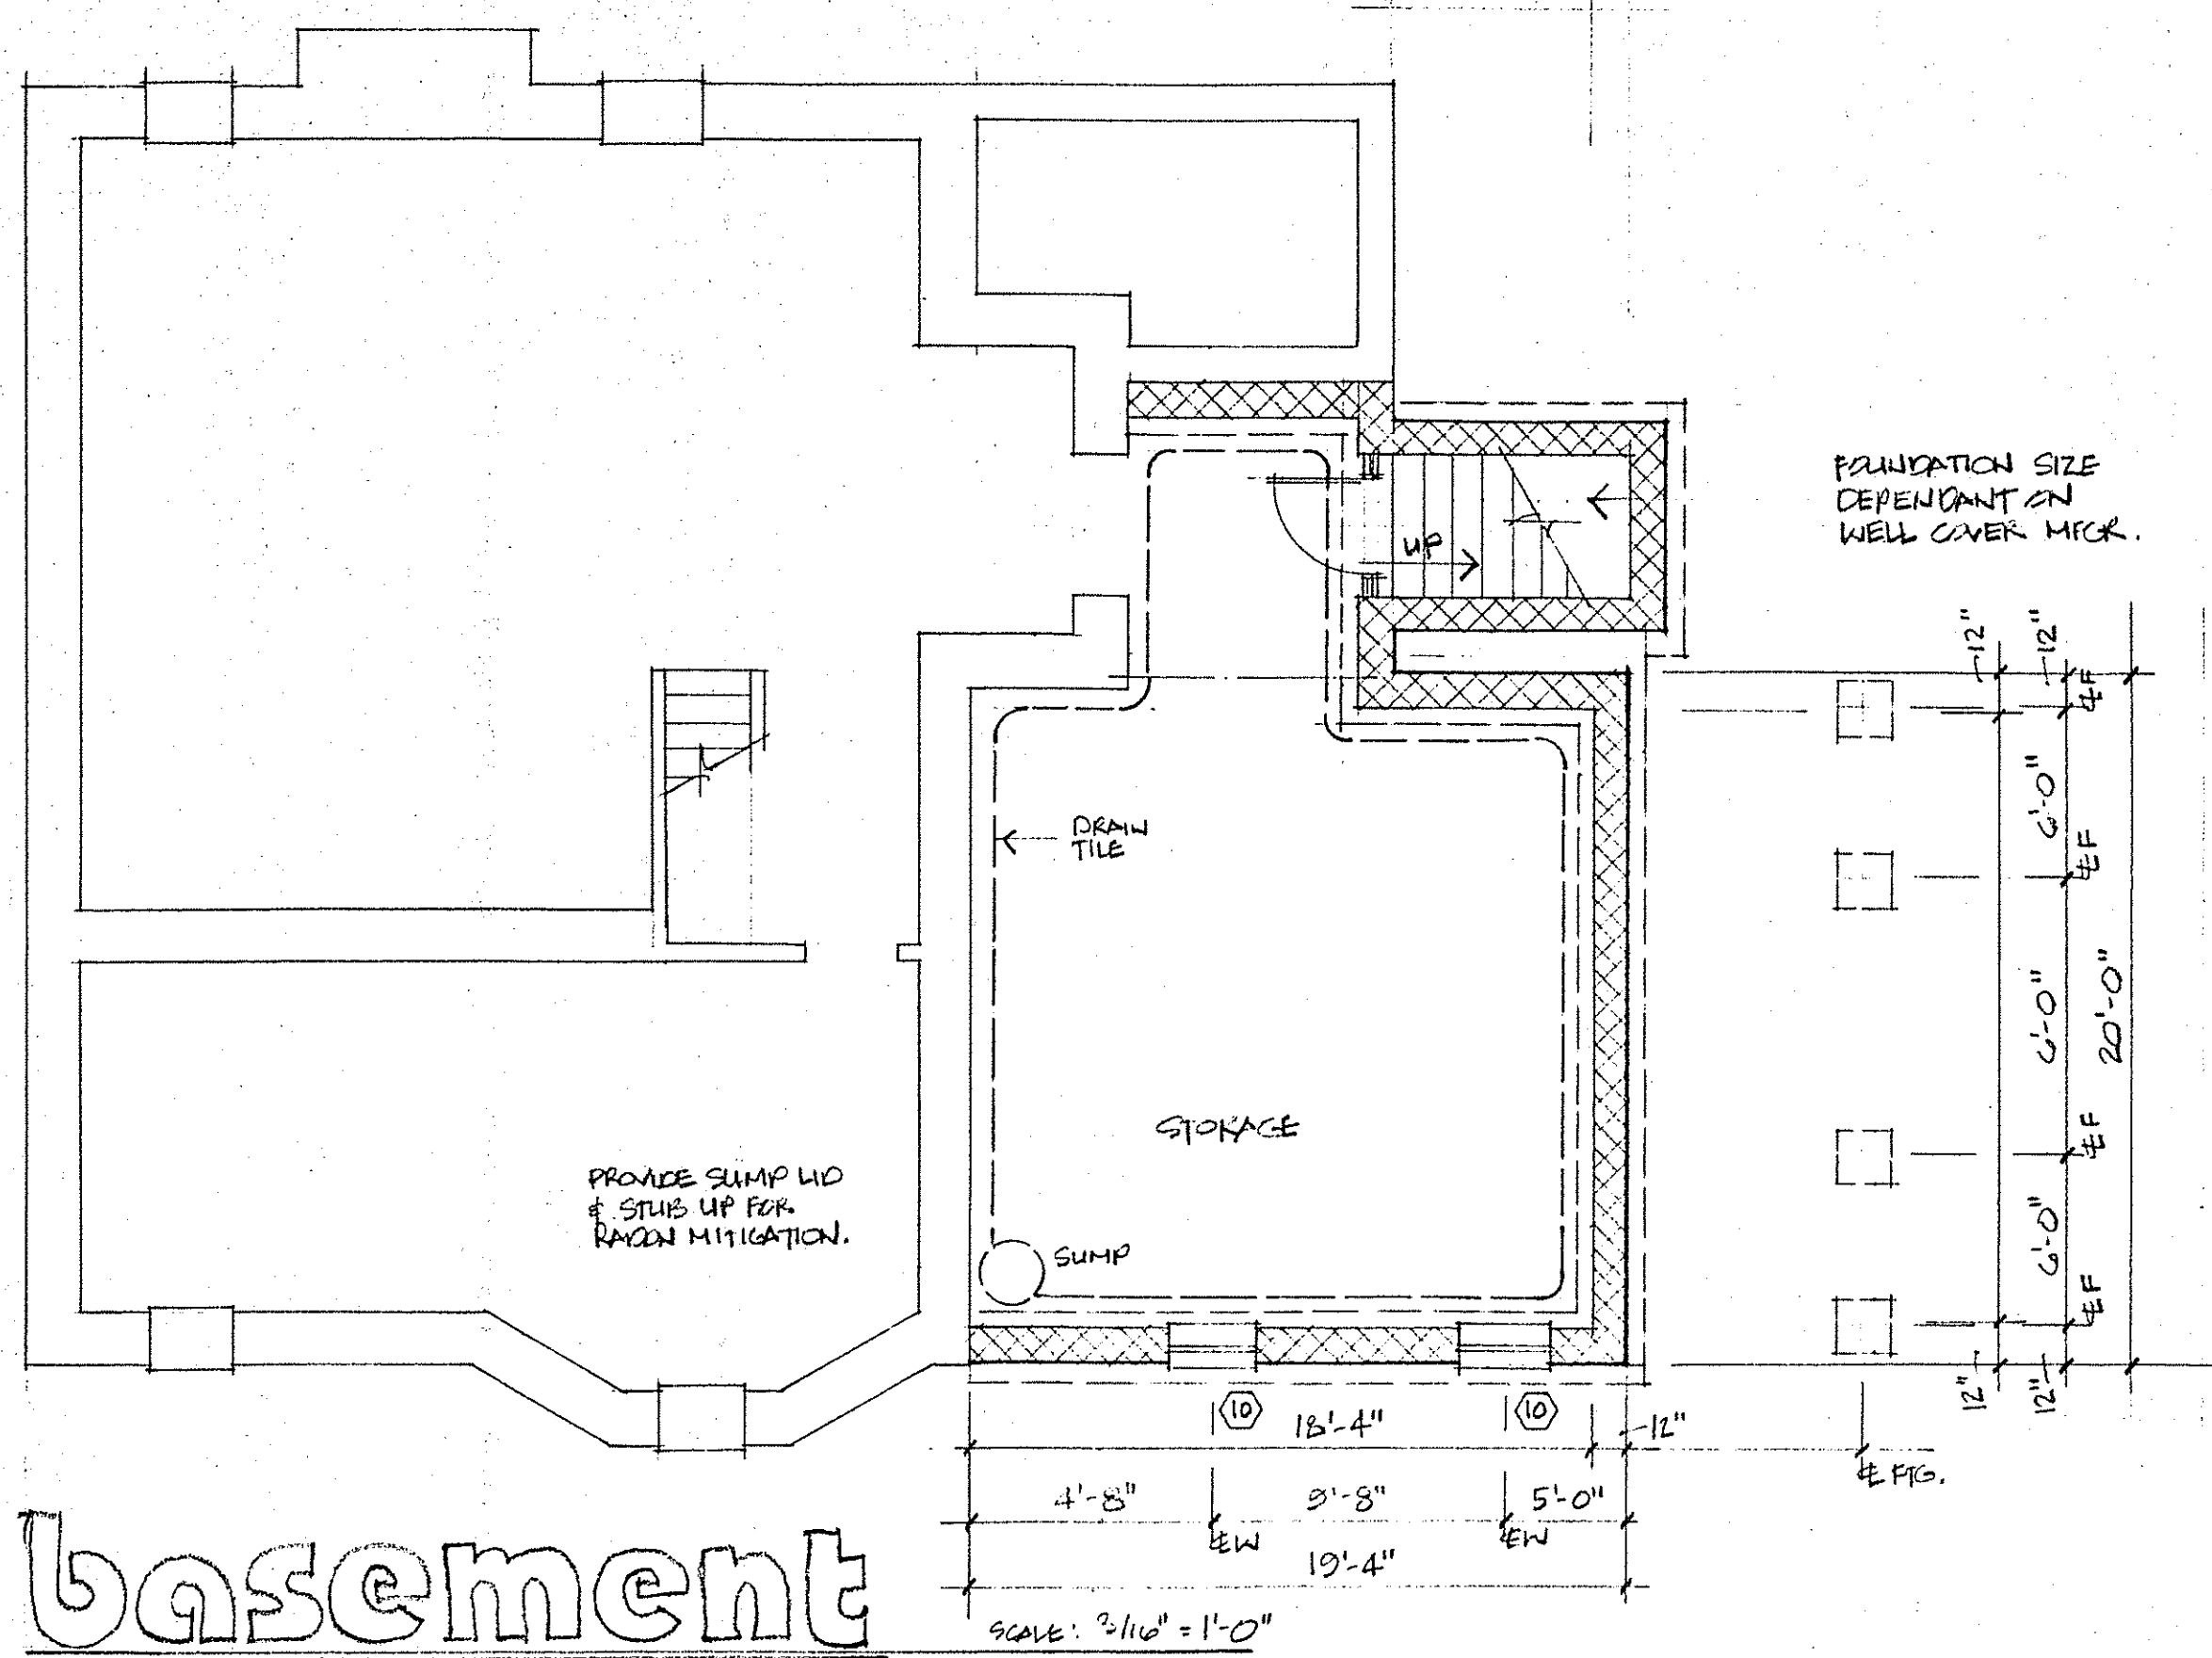 FOUNDATION SIZE
DEPENDANT ON
WELL COVER MFGR.
UP
12"
12"
℄F
6'-0"
DRAIN
TILE
℄F
6'-0"
20'-0"
STORAGE
℄F
PROVIDE SUMP LID
& STUB UP FOR
RADON MITIGATION.
6'-0"
SUMP
℄F
12"
12"
10
10
18'-4"
12"
℄ FTG.
4'-8"
9'-8"
5'-0"
℄W
℄W
19'-4"
basement
SCALE: 3/16" = 1'-0"